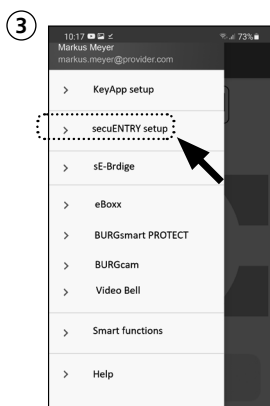 3
10:17 73%
Markus Meyer
markus.meyer@provider.com
> KeyApp setup
> secuENTRY setup
> sE-Brdige
> eBoxx
> BURGsmart PROTECT
> BURGcam
> Video Bell
> Smart functions
> Help